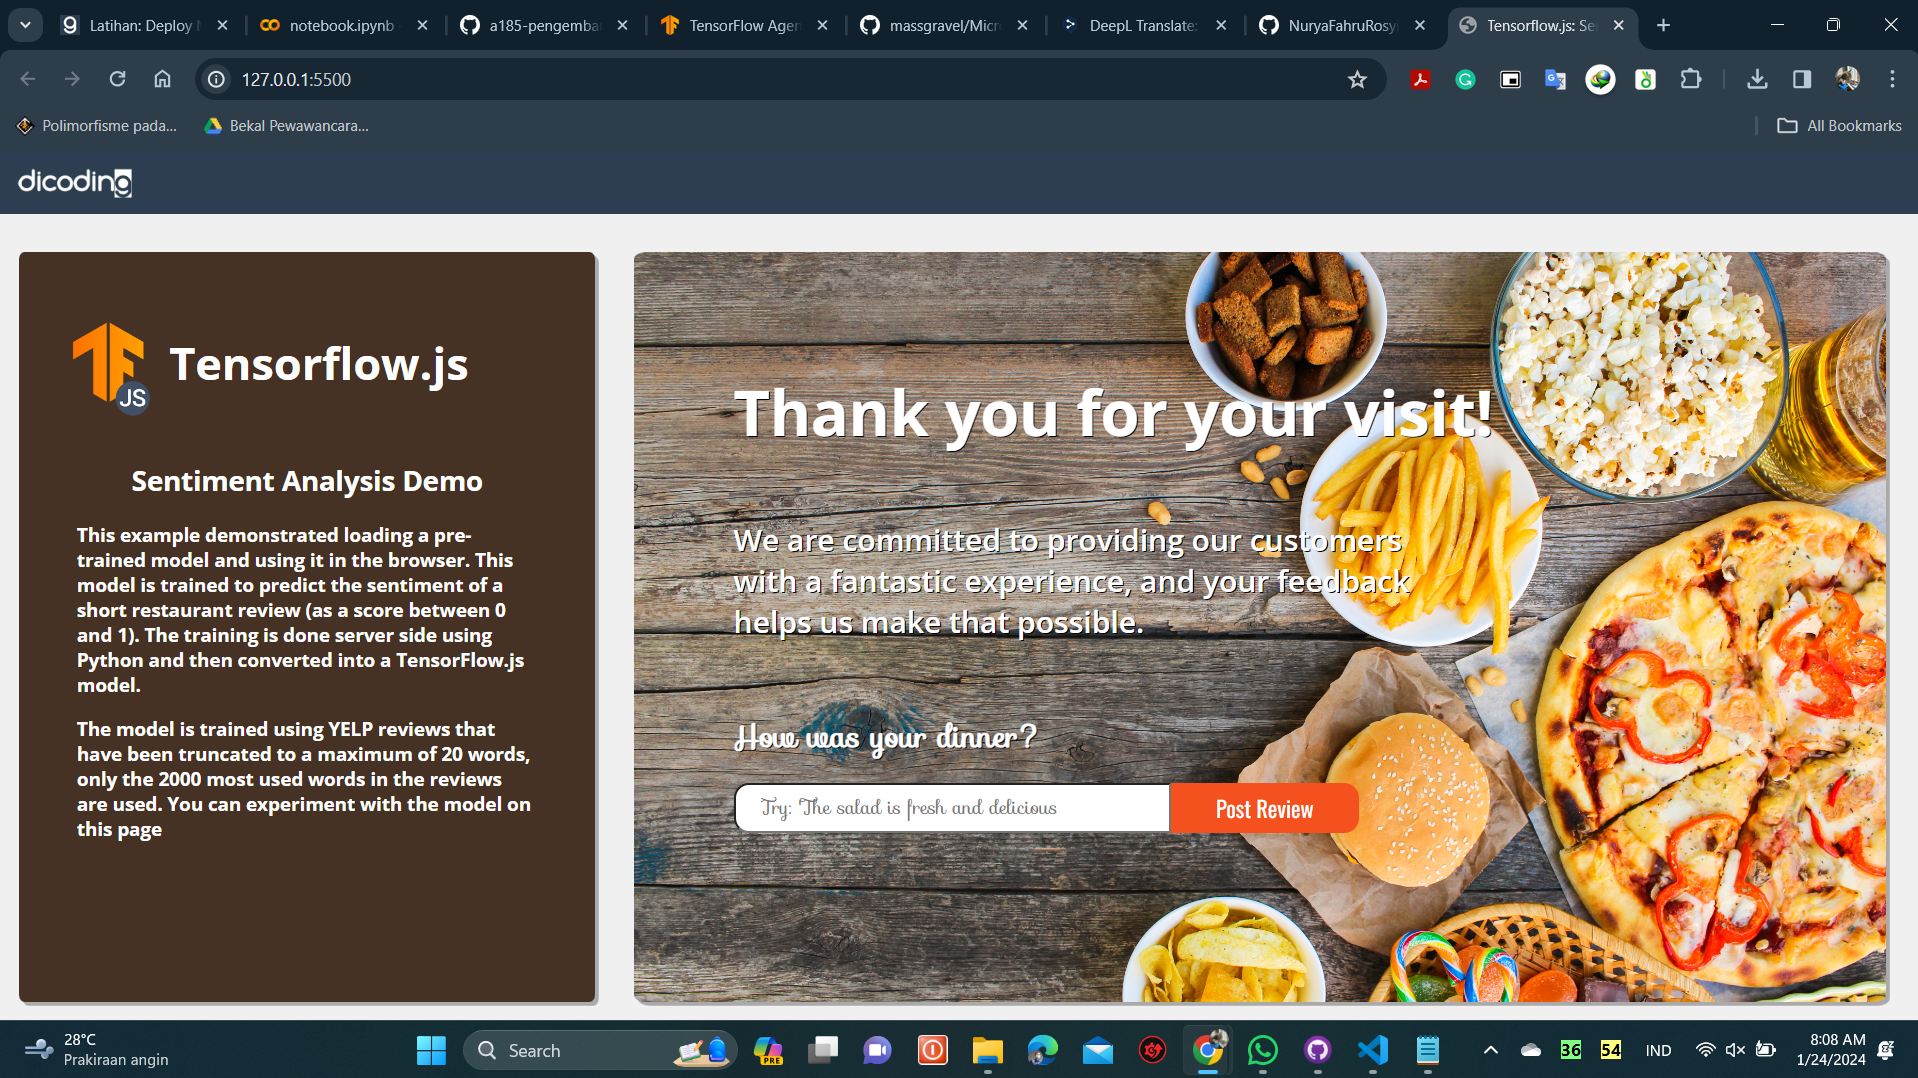 Latihan: Deploy M
notebook.ipynb
a185-pengemba
TensorFlow Agen
massgravel/Micro
DeepL Translate:
NuryaFahruRosy
Tensorflow.js: Se
127.0.0.1:5500
Polimorfisme pada...
Bekal Pewawancara...
All Bookmarks
dicoding
Tensorflow.js
JS
Sentiment Analysis Demo
This example demonstrated loading a pre-
trained model and using it in the browser. This
model is trained to predict the sentiment of a
short restaurant review (as a score between 0
and 1). The training is done server side using
Python and then converted into a TensorFlow.js
model.
The model is trained using YELP reviews that
have been truncated to a maximum of 20 words,
only the 2000 most used words in the reviews
are used. You can experiment with the model on
this page
Thank you for your visit!
We are committed to providing our customers
with a fantastic experience, and your feedback
helps us make that possible.
How was your dinner?
Try: The salad is fresh and delicious
Post Review
28°C
Prakiraan angin
Search
PRE
36
54
IND
8:08 AM
1/24/2024